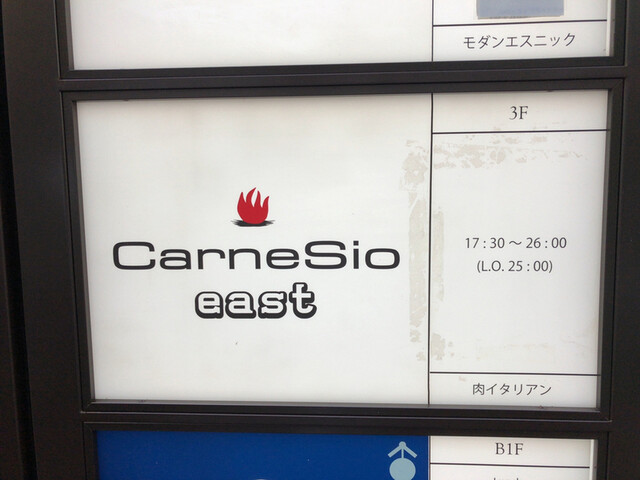 モダンエスニック
3F
CarneSio
east
17:30～26:00
(L.O. 25:00)
肉イタリアン
B1F